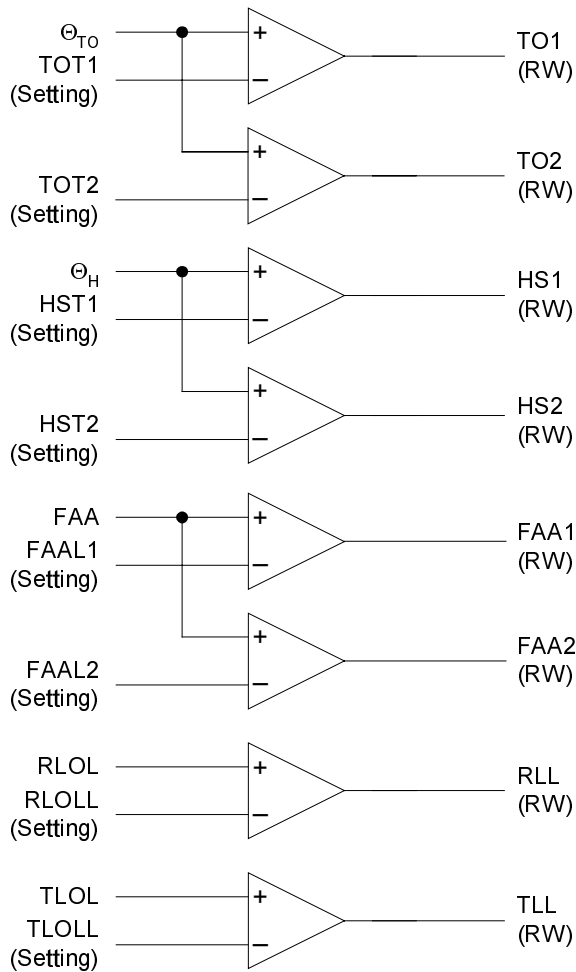 ΘTO
TOT1
(Setting)
+
−
TO1
(RW)
TOT2
(Setting)
+
−
TO2
(RW)
ΘH
HST1
(Setting)
+
−
HS1
(RW)
HST2
(Setting)
+
−
HS2
(RW)
FAA
FAAL1
(Setting)
+
−
FAA1
(RW)
FAAL2
(Setting)
+
−
FAA2
(RW)
RLOL
RLOLL
(Setting)
+
−
RLL
(RW)
TLOL
TLOLL
(Setting)
+
−
TLL
(RW)